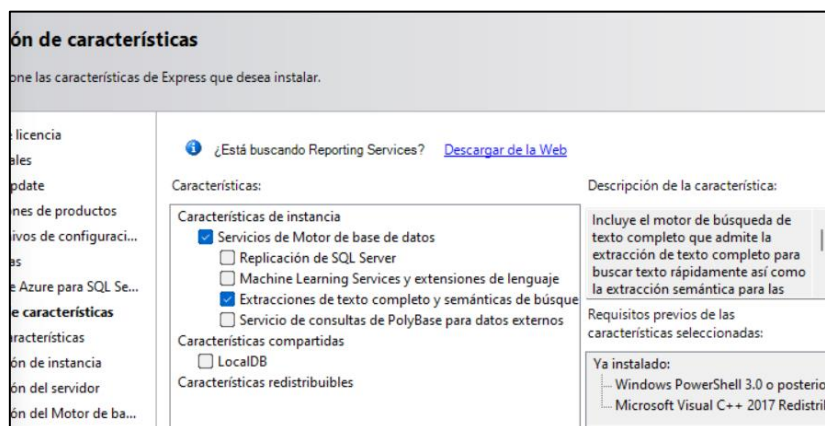 ón de características
one las características de Express que desea instalar.
licencia
ales
pdate
nes de productos
ivos de configuraci...
as
e Azure para SQL Se...
e características
racterísticas
ón de instancia
ón del servidor
ón del Motor de ba...
¿Está buscando Reporting Services? Descargar de la Web
Características:
Características de instancia
Servicios de Motor de base de datos
Replicación de SQL Server
Machine Learning Services y extensiones de lenguaje
Extracciones de texto completo y semánticas de búsque
Servicio de consultas de PolyBase para datos externos
Características compartidas
LocalDB
Características redistribuibles
Descripción de la característica:
Incluye el motor de búsqueda de
texto completo que admite la
extracción de texto completo para
buscar texto rápidamente así como
la extracción semántica para las
Requisitos previos de las
características seleccionadas:
Ya instalado:
Windows PowerShell 3.0 o posterio
Microsoft Visual C++ 2017 Redistri